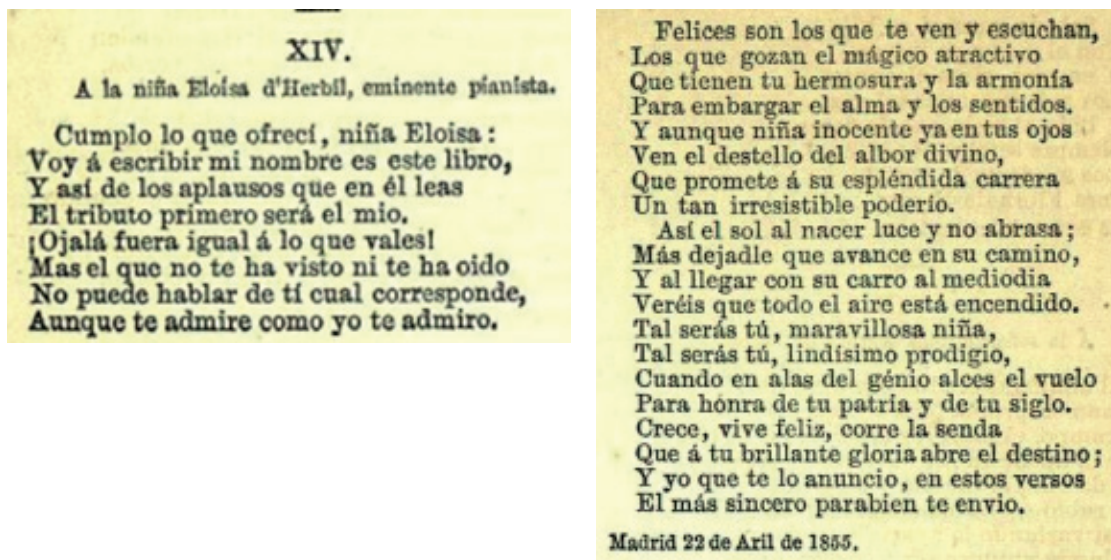 XIV.
A la niña Eloísa d'Herbil, eminente pianista.
Cumplo lo que ofrecí, niña Eloisa:
Voy á escribir mi nombre es este libro,
Y así de los aplausos que en él leas
El tributo primero será el mio.
¡Ojalá fuera igual á lo que vales!
Mas el que no te ha visto ni te ha oido
No puede hablar de tí cual corresponde,
Aunque te admire como yo te admiro.
Felices son los que te ven y escuchan,
Los que gozan el mágico atractivo
Que tienen tu hermosura y la armonía
Para embargar el alma y los sentidos.
Y aunque niña inocente ya en tus ojos
Ven el destello del albor divino,
Que promete á su espléndida carrera
Un tan irresistible poderío.
Así el sol al nacer luce y no abrasa;
Más dejadle que avance en su camino,
Y al llegar con su carro al mediodia
Veréis que todo el aire está encendido.
Tal serás tú, maravillosa niña,
Tal serás tú, lindísimo prodigio,
Cuando en alas del génio alces el vuelo
Para hónra de tu patría y de tu siglo.
Crece, vive feliz, corre la senda
Que á tu brillante gloria abre el destino;
Y yo que te lo anuncio, en estos versos
El más sincero parabien te envio.
Madrid 22 de Aril de 1855.